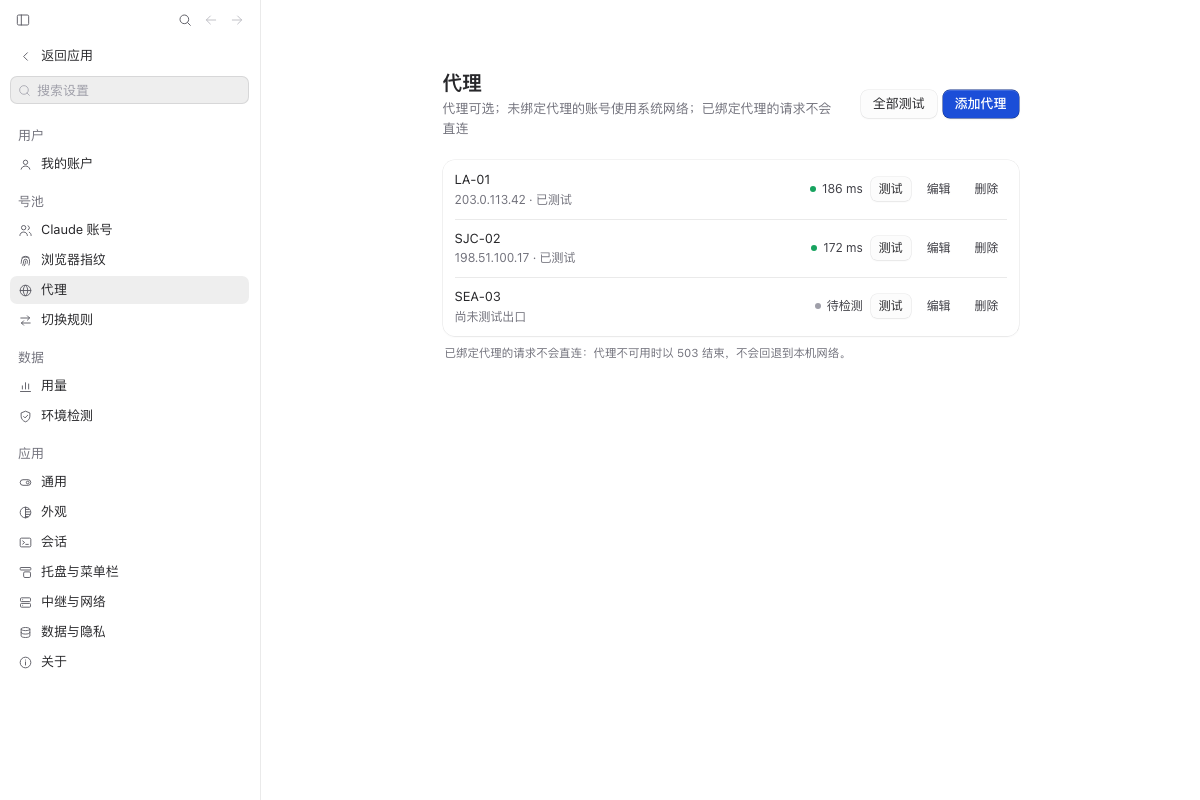 返回应用
搜索设置
用户
我的账户
号池
Claude 账号
浏览器指纹
代理
切换规则
数据
用量
环境检测
应用
通用
外观
会话
托盘与菜单栏
中继与网络
数据与隐私
关于
代理
代理可选；未绑定代理的账号使用系统网络；已绑定代理的请求不会
直连
全部测试
添加代理
LA-01
203.0.113.42 · 已测试
186 ms
测试
编辑
删除
SJC-02
198.51.100.17 · 已测试
172 ms
测试
编辑
删除
SEA-03
尚未测试出口
待检测
测试
编辑
删除
已绑定代理的请求不会直连：代理不可用时以 503 结束，不会回退到本机网络。